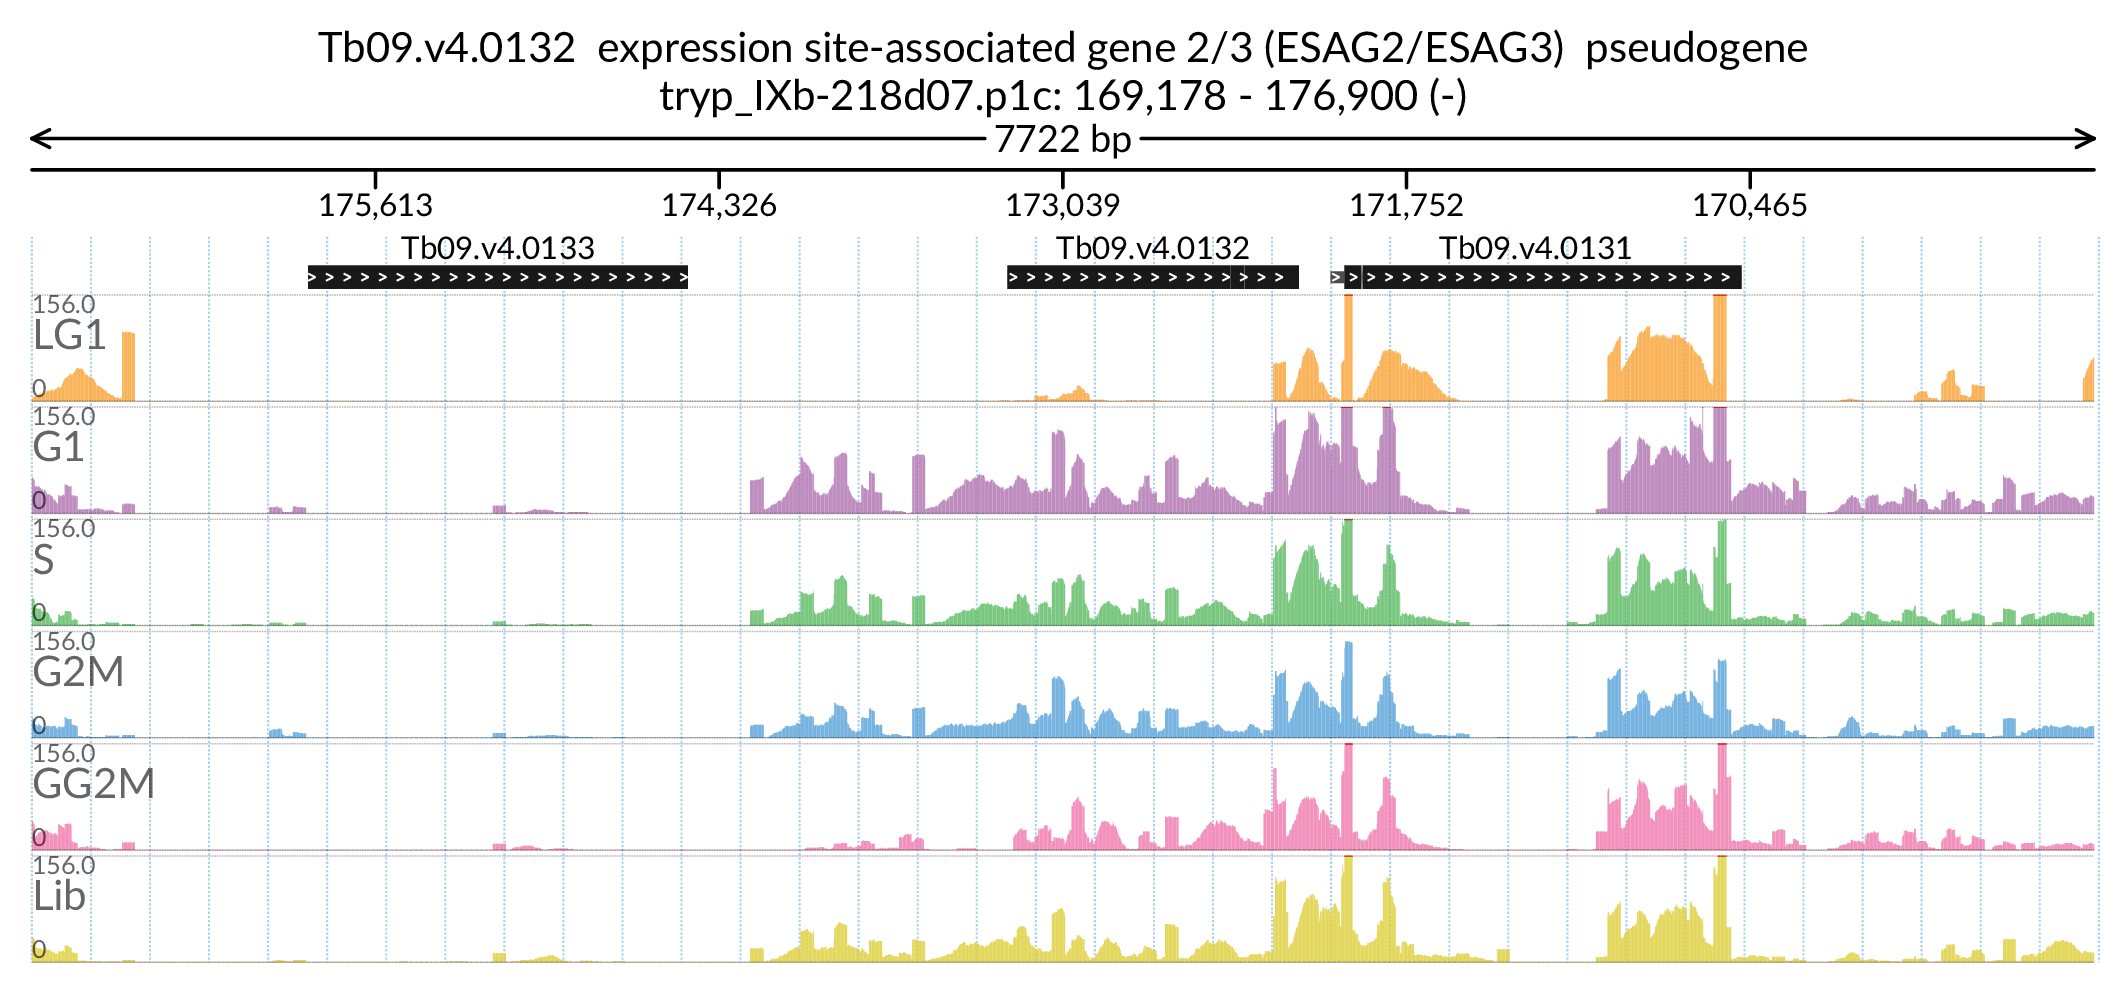 Tb09.v4.0132  expression site-associated gene 2/3 (ESAG2/ESAG3)  pseudogene
tryp_IXb-218d07.p1c: 169,178 - 176,900 (-)
7722 bp
175,613 174,326 173,039 171,752 170,465
Tb09.v4.0133 Tb09.v4.0132 Tb09.v4.0131
156.0
LG1
0
156.0
G1
0
156.0
S
0
156.0
G2M
0
156.0
GG2M
0
156.0
Lib
0